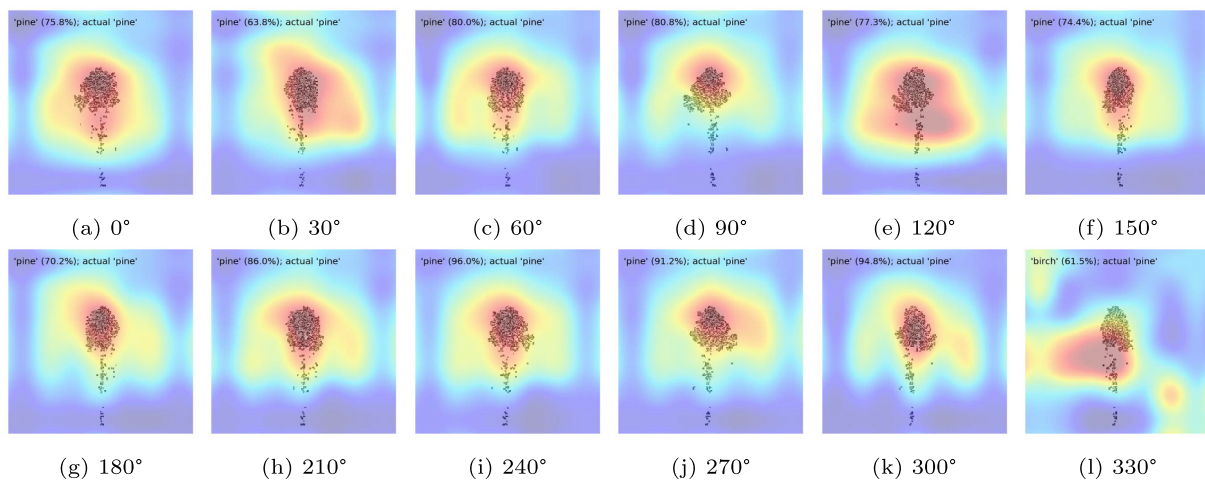 'pine' (75.8%); actual 'pine'
'pine' (63.8%); actual 'pine'
'pine' (80.0%); actual 'pine'
'pine' (80.8%); actual 'pine'
'pine' (77.3%); actual 'pine'
'pine' (74.4%); actual 'pine'
(a) 0°
(b) 30°
(c) 60°
(d) 90°
(e) 120°
(f) 150°
'pine' (70.2%); actual 'pine'
'pine' (86.0%); actual 'pine'
'pine' (96.0%); actual 'pine'
'pine' (91.2%); actual 'pine'
'pine' (94.8%); actual 'pine'
'birch' (61.5%); actual 'pine'
(g) 180°
(h) 210°
(i) 240°
(j) 270°
(k) 300°
(l) 330°